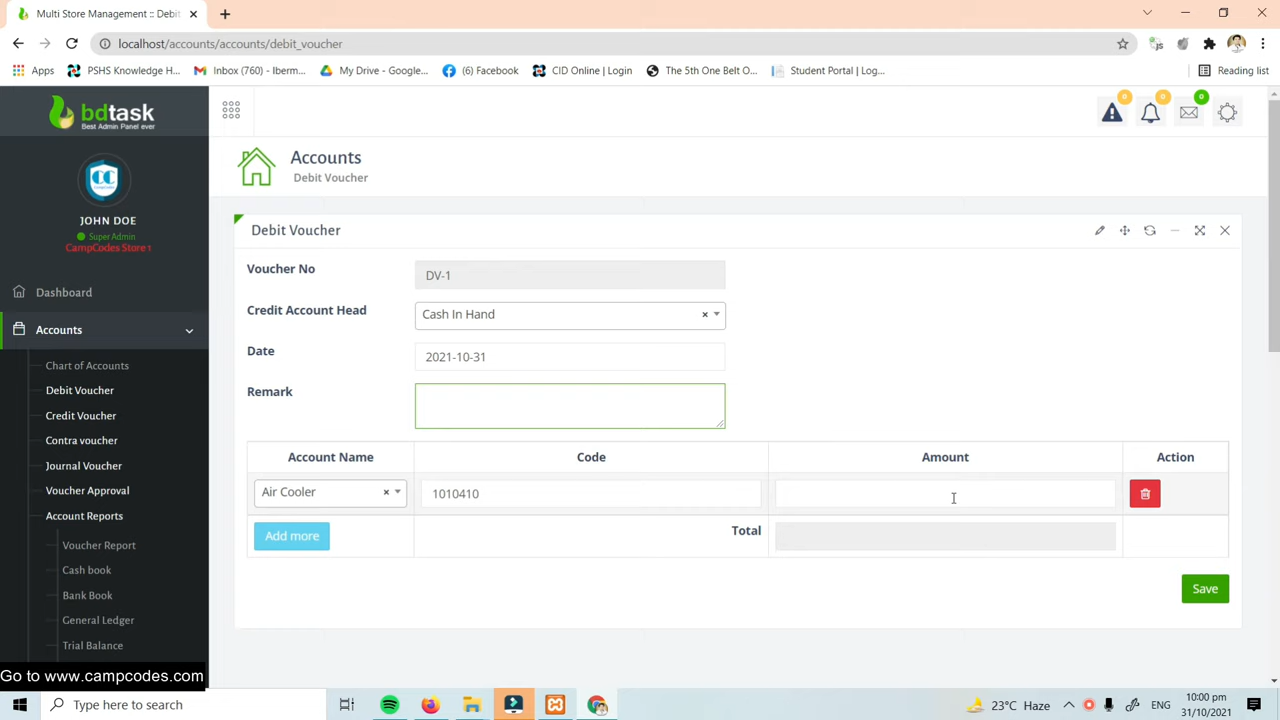 Multi Store Management :: Debit
localhost/accounts/accounts/debit_voucher
Apps
PSHS Knowledge H...
Inbox (760) - Iberm...
My Drive - Google...
(6) Facebook
CID Online | Login
The 5th One Belt O...
Student Portal | Log...
Reading list
bdtask
Best Admin Panel ever
0
0
0
Accounts
Debit Voucher
CC
JOHN DOE
Super Admin
CampCodes Store 1
Dashboard
Accounts
Chart of Accounts
Debit Voucher
Credit Voucher
Contra voucher
Journal Voucher
Voucher Approval
Account Reports
Voucher Report
Cash book
Bank Book
General Ledger
Trial Balance
Debit Voucher
Voucher No
DV-1
Credit Account Head
Cash In Hand
×
Date
2021-10-31
Remark
Account Name
Code
Amount
Action
Air Cooler
×
1010410
Add more
Total
Save
Go to www.campcodes.com
Type here to search
23°C Haze
ENG
10:00 pm
31/10/2021